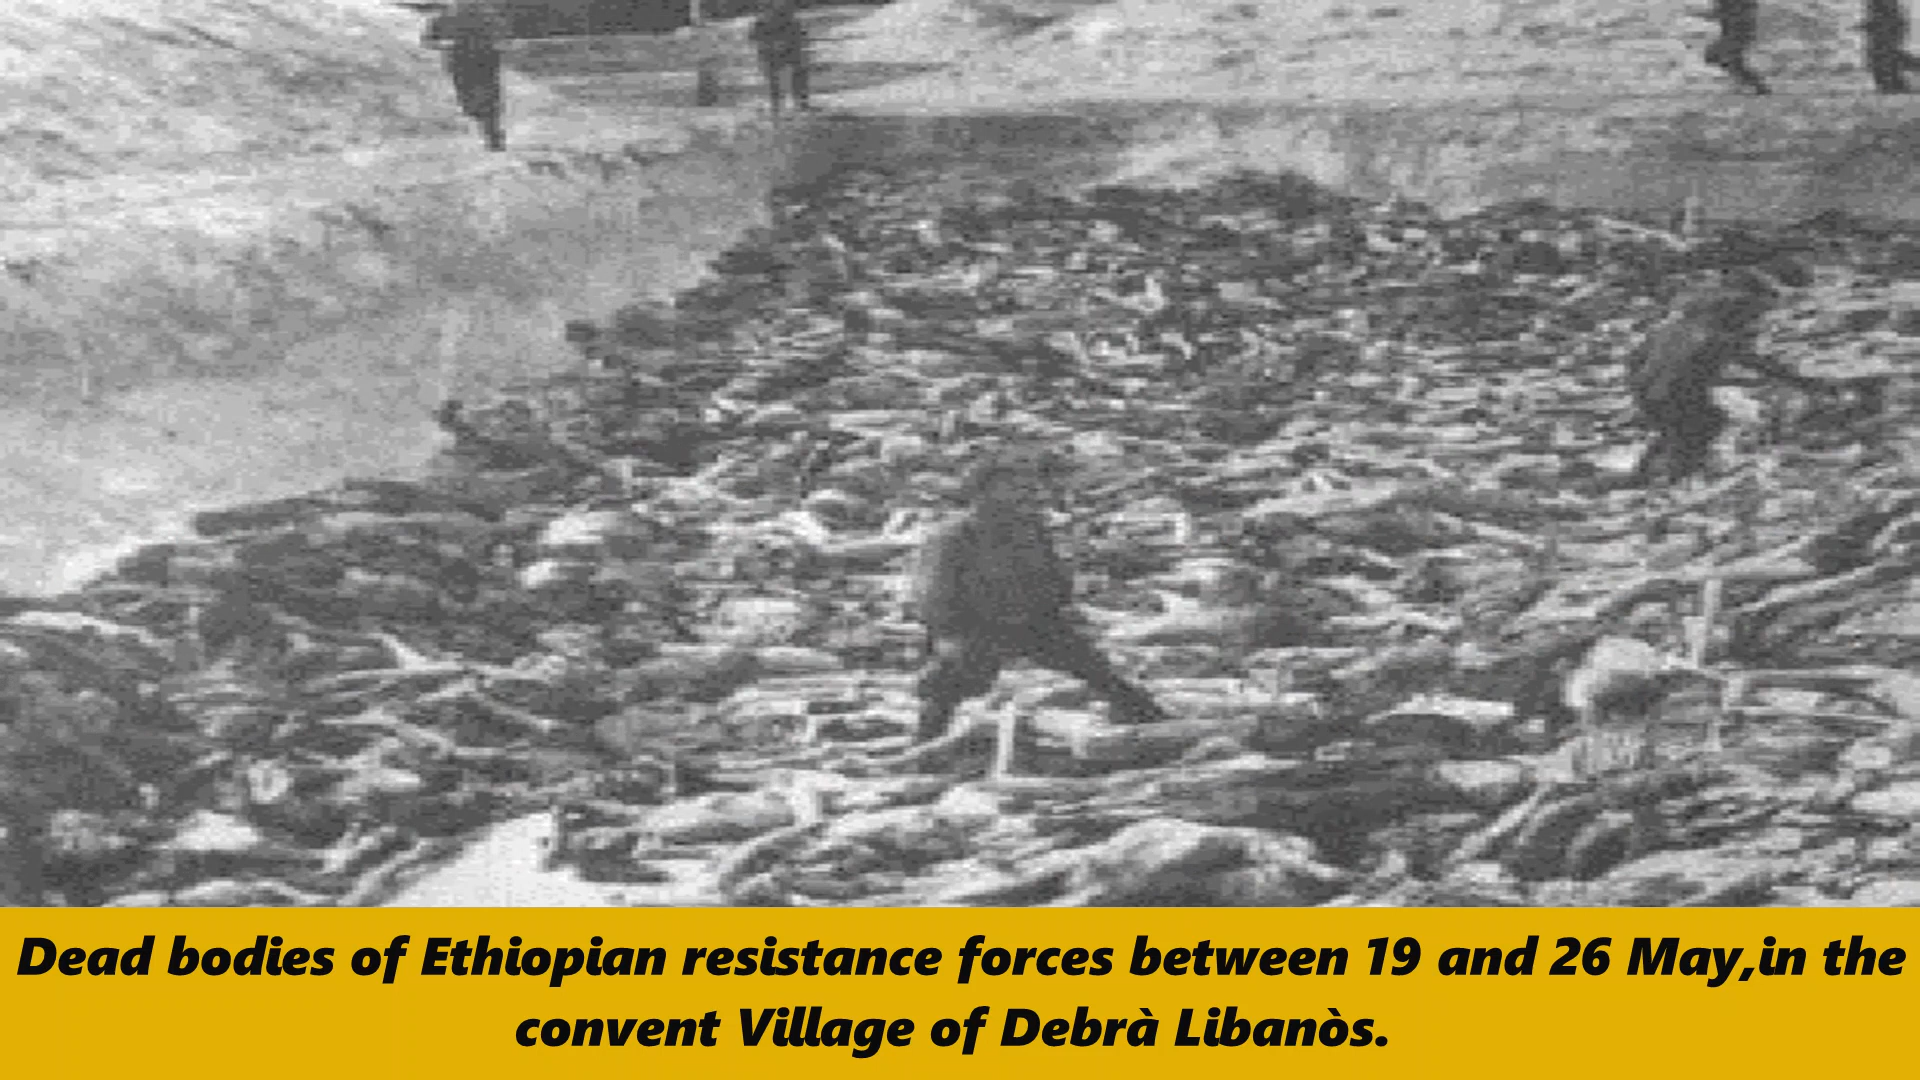 Dead bodies of Ethiopian resistance forces between 19 and 26 May,in the
convent Village of Debrà Libanòs.